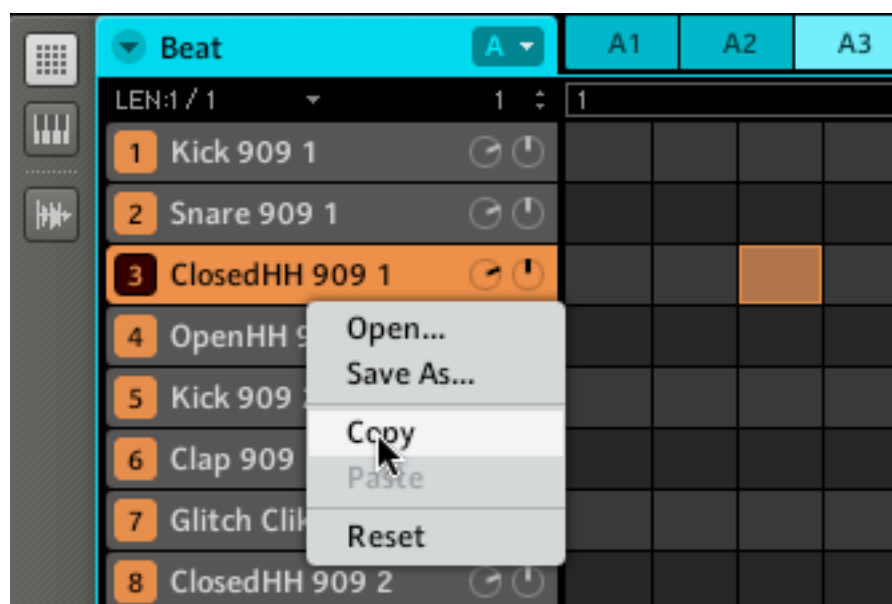 Beat A A1 A2 A3
LEN:1 / 1 1 1
1 Kick 909 1
2 Snare 909 1
3 ClosedHH 909 1
Open...
4 OpenHH 9
Save As...
5 Kick 909
Copy
6 Clap 909
Paste
7 Glitch Clik
Reset
8 ClosedHH 909 2